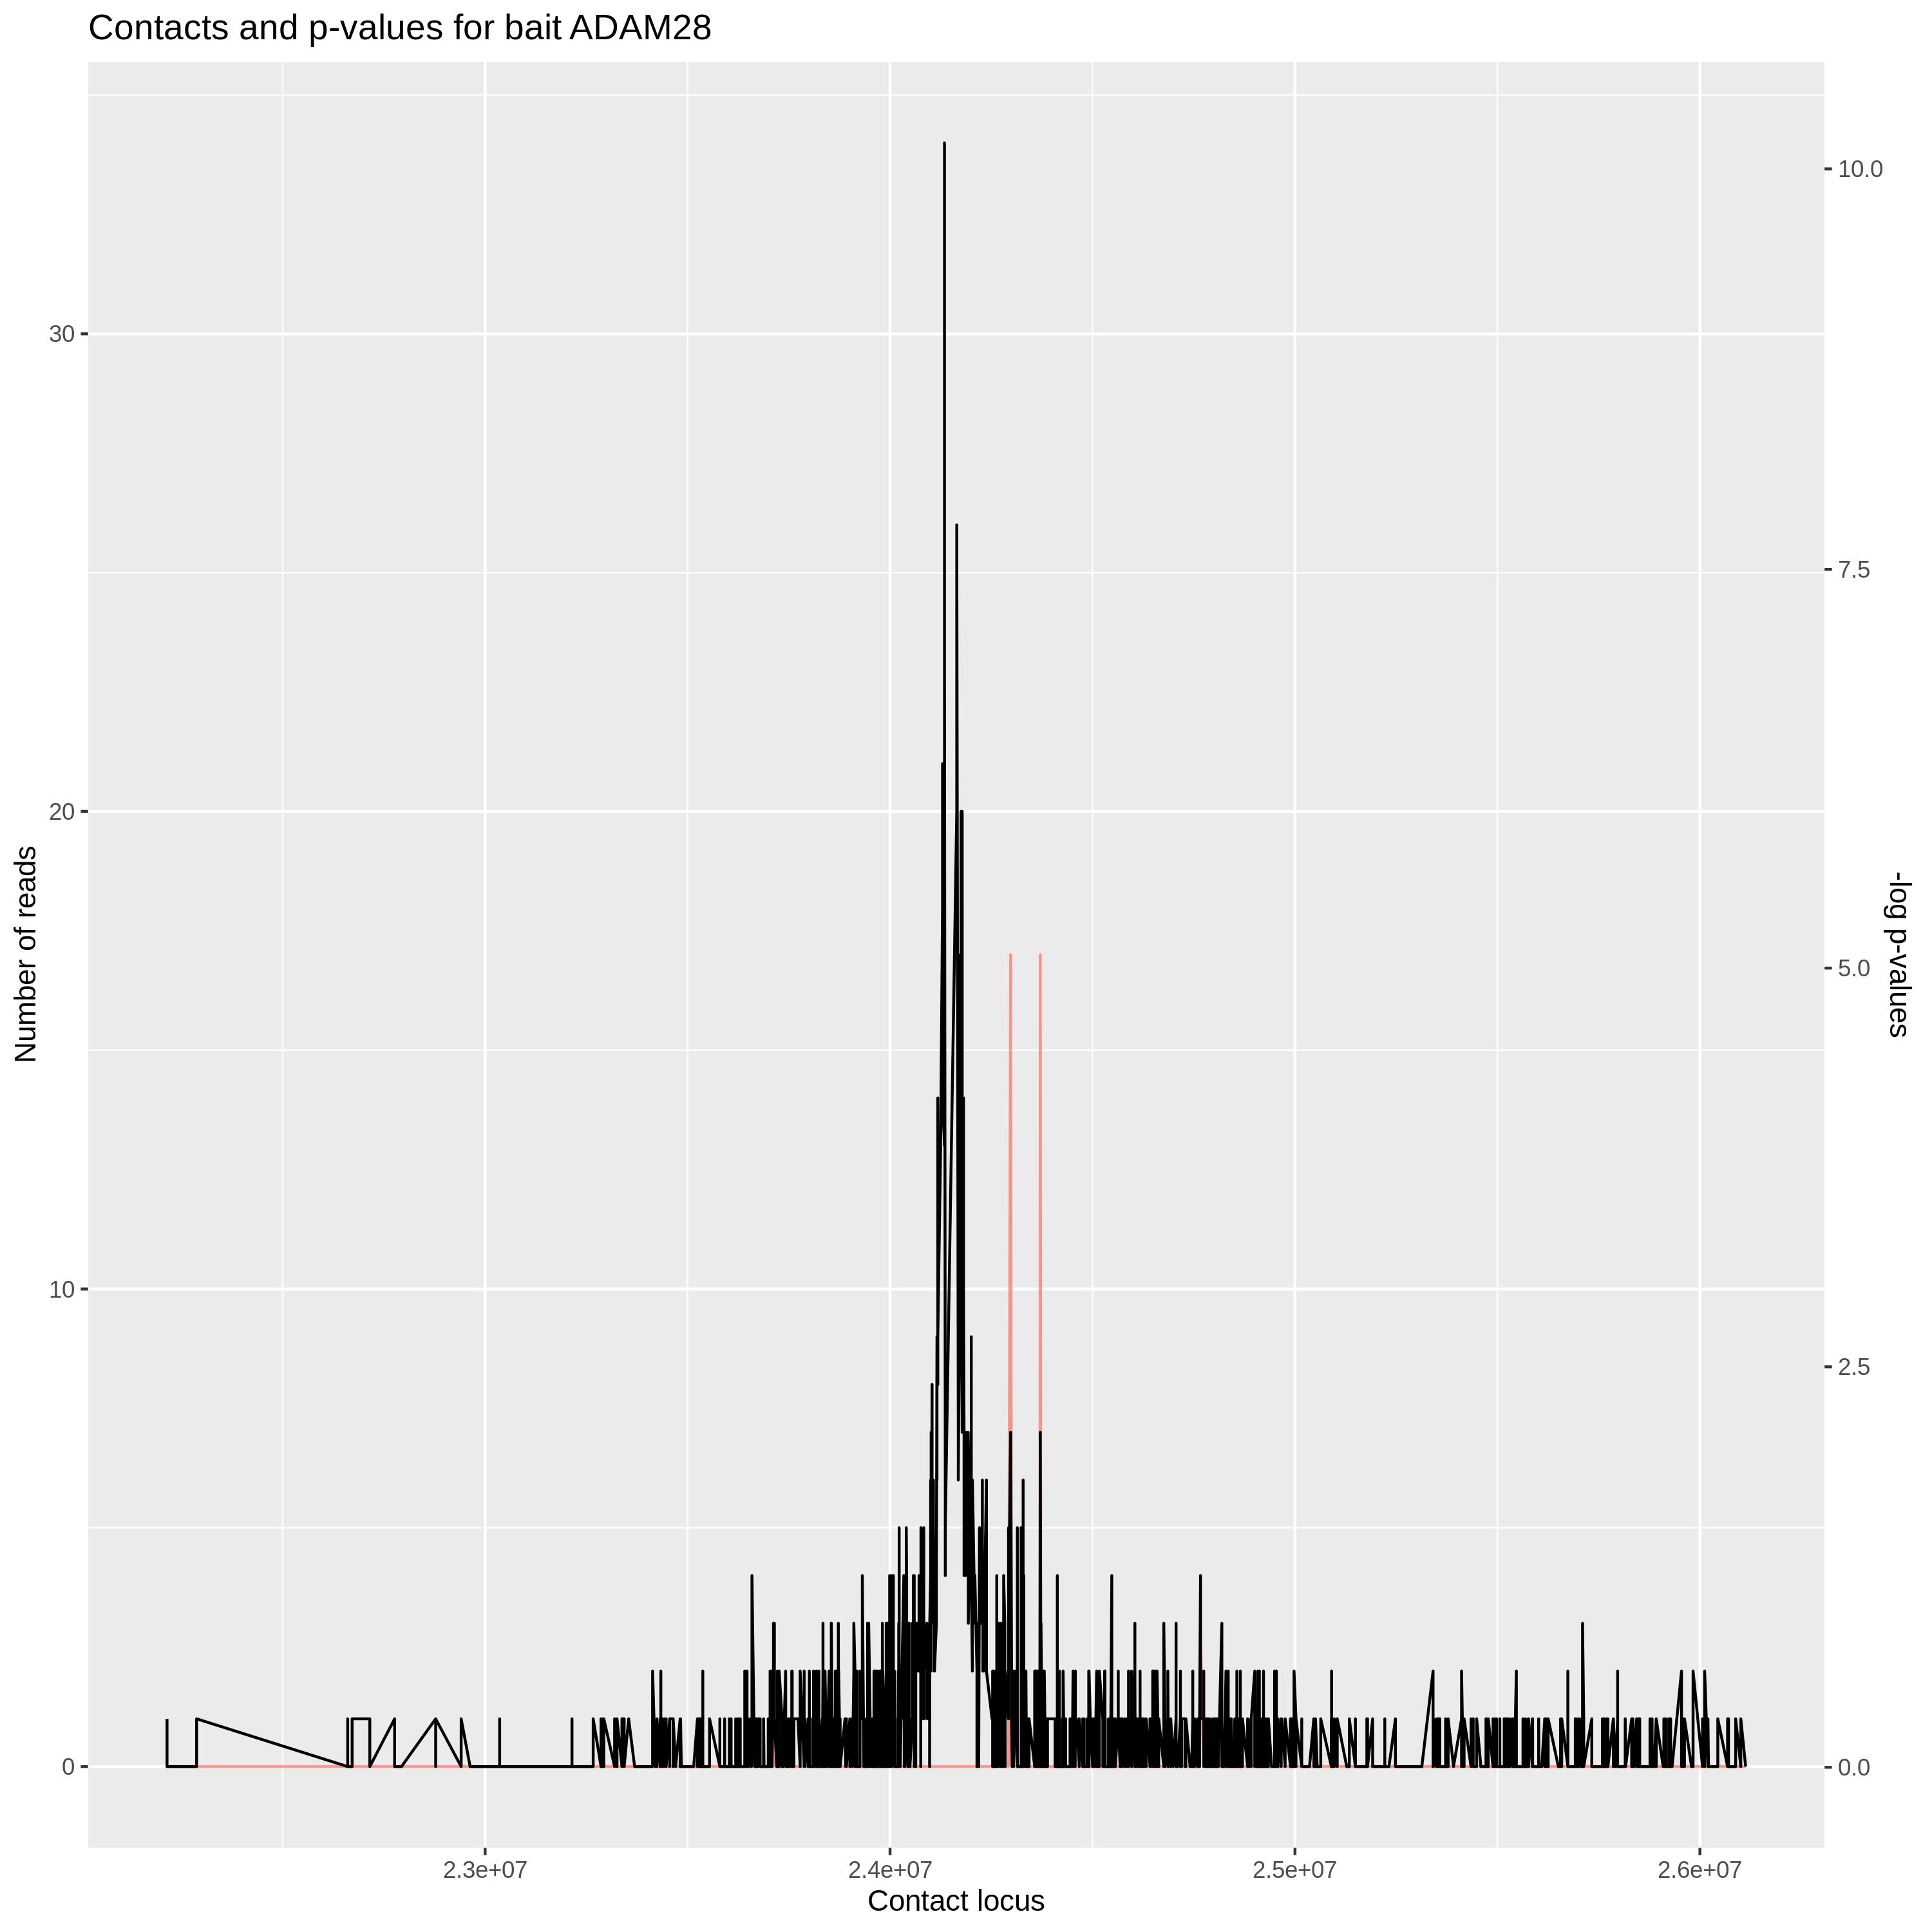 Contacts and p-values for bait ADAM28
Number of reads
30
20
10
0
10.0
7.5
5.0
2.5
0.0
-log p-values
2.3e+07
2.4e+07
2.5e+07
2.6e+07
Contact locus